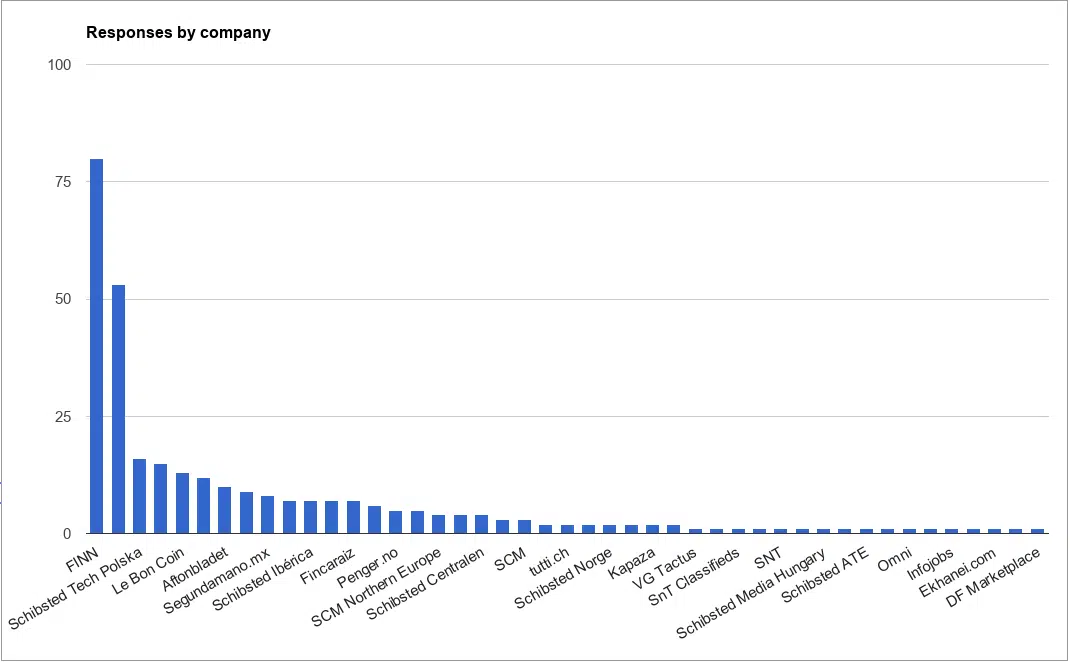 Responses by company
100
75
50
25
0
FINN
Schibsted Tech Polska
Le Bon Coin
Aftonbladet
Segundamano.mx
Schibsted Ibérica
Fincaraiz
Penger.no
SCM Northern Europe
Schibsted Centralen
SCM
tutti.ch
Schibsted Norge
Kapaza
VG Tactus
SnT Classifieds
SNT
Schibsted Media Hungary
Schibsted ATE
Omni
Infojobs
Ekhanei.com
DF Marketplace